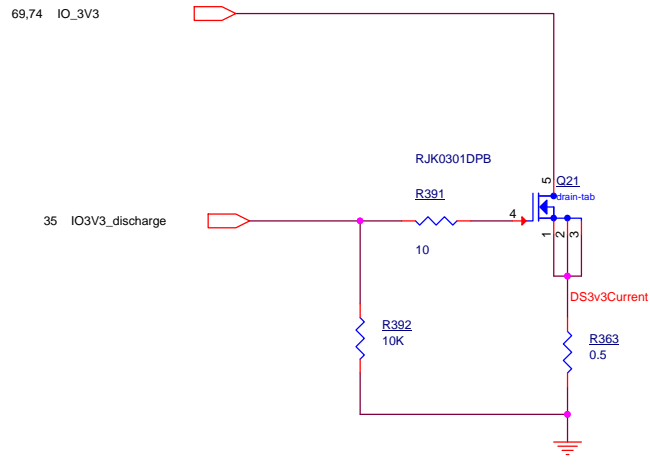 69,74 IO_3V3
RJK0301DPB
5
Q21
drain-tab
R391
4
35 IO3V3_discharge
10
1
2
3
DS3v3Current
R392
10K
R363
0.5